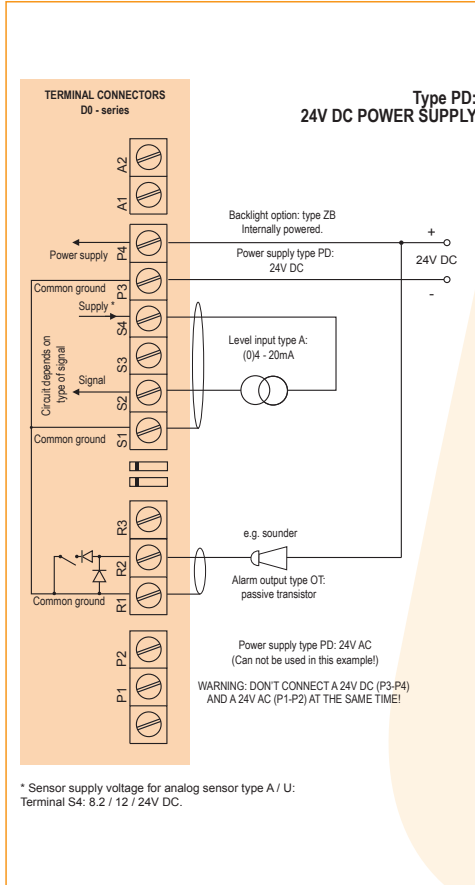 TERMINAL CONNECTORS
D0 - series
Type PD:
24V DC POWER SUPPLY
A2
A1
Backlight option: type ZB
Internally powered.
+
P4
Power supply
Power supply type PD:
24V DC
24V DC
P3
Common ground
-
Supply *
S4
Level input type A:
(0)4 - 20mA
S3
Circuit depends on
type of signal
Signal
S2
S1
Common ground
R3
e.g. sounder
R2
Alarm output type OT:
passive transistor
R1
Common ground
P2
Power supply type PD: 24V AC
(Can not be used in this example!)
P1
WARNING: DON'T CONNECT A 24V DC (P3-P4)
AND A 24V AC (P1-P2) AT THE SAME TIME!
* Sensor supply voltage for analog sensor type A / U:
Terminal S4: 8.2 / 12 / 24V DC.